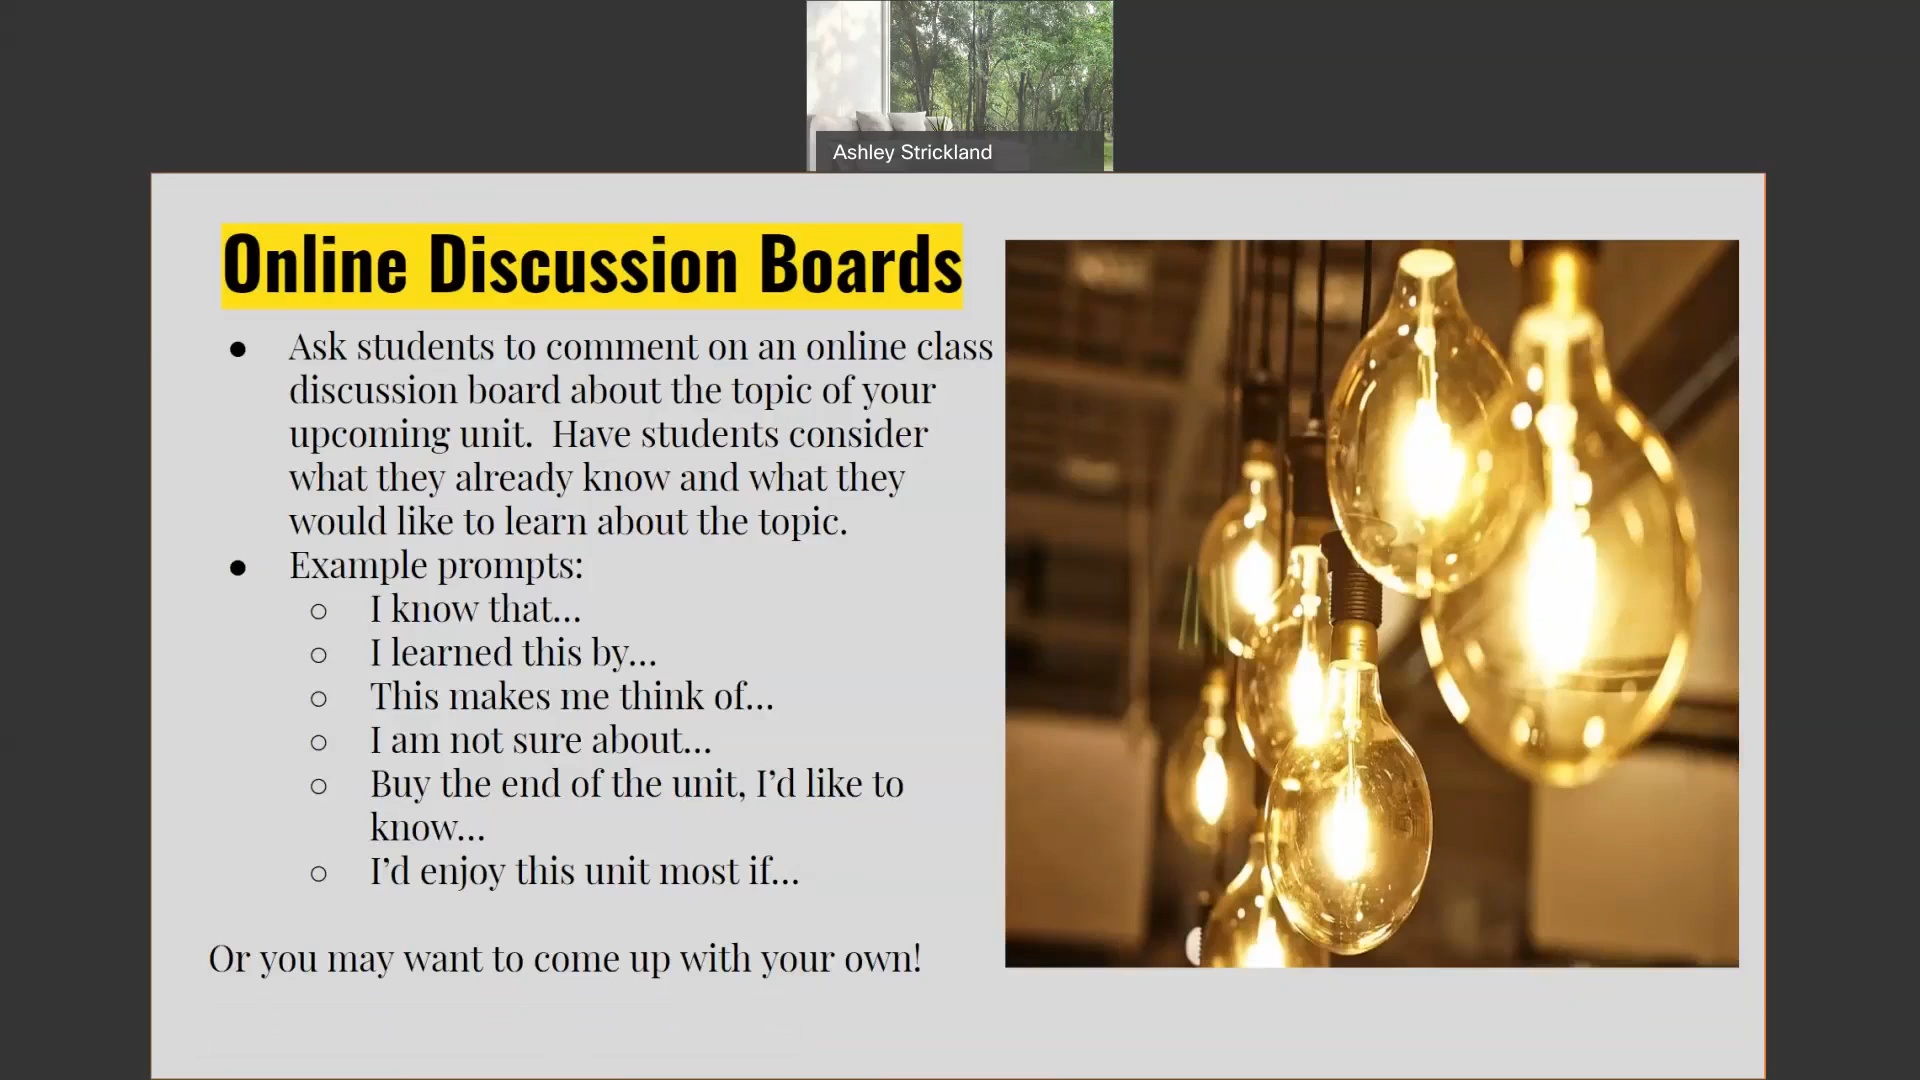 Ashley Strickland
Online Discussion Boards
● Ask students to comment on an online class
discussion board about the topic of your
upcoming unit.  Have students consider
what they already know and what they
would like to learn about the topic.
● Example prompts:
○ I know that...
○ I learned this by...
○ This makes me think of...
○ I am not sure about...
○ Buy the end of the unit, I’d like to
know...
○ I’d enjoy this unit most if...
Or you may want to come up with your own!